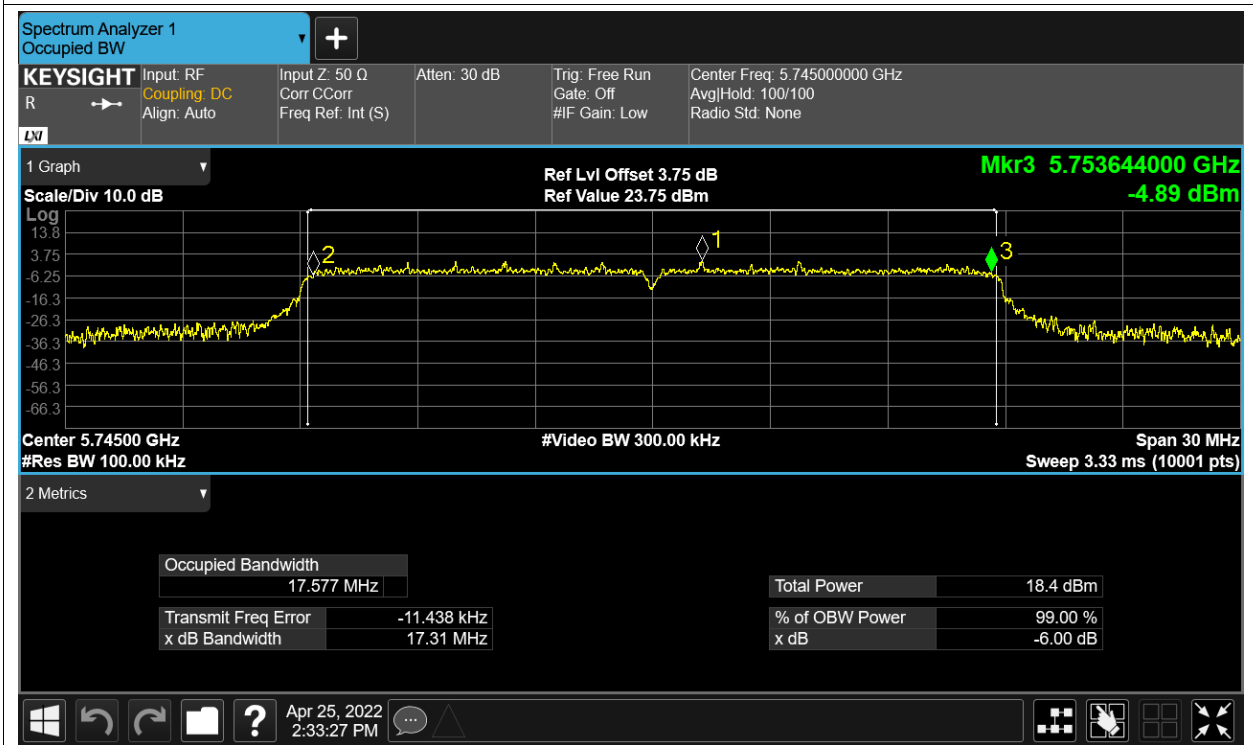 Spectrum Analyzer 1
Occupied BW
KEYSIGHT
R
LXI
Input: RF
Coupling: DC
Align: Auto
Input Z: 50 Ω
Corr CCorr
Freq Ref: Int (S)
Atten: 30 dB
Trig: Free Run
Gate: Off
#IF Gain: Low
Center Freq: 5.745000000 GHz
Avg|Hold: 100/100
Radio Std: None
1 Graph
Scale/Div 10.0 dB
Ref Lvl Offset 3.75 dB
Ref Value 23.75 dBm
Mkr3 5.753644000 GHz
-4.89 dBm
Log
13.8
3.75
-6.25
-16.3
-26.3
-36.3
-46.3
-56.3
-66.3
2
1
3
Center 5.74500 GHz
#Res BW 100.00 kHz
#Video BW 300.00 kHz
Span 30 MHz
Sweep 3.33 ms (10001 pts)
2 Metrics
Occupied Bandwidth
17.577 MHz
Transmit Freq Error -11.438 kHz
x dB Bandwidth 17.31 MHz
Total Power 18.4 dBm
% of OBW Power 99.00 %
x dB -6.00 dB
?
Apr 25, 2022
2:33:27 PM